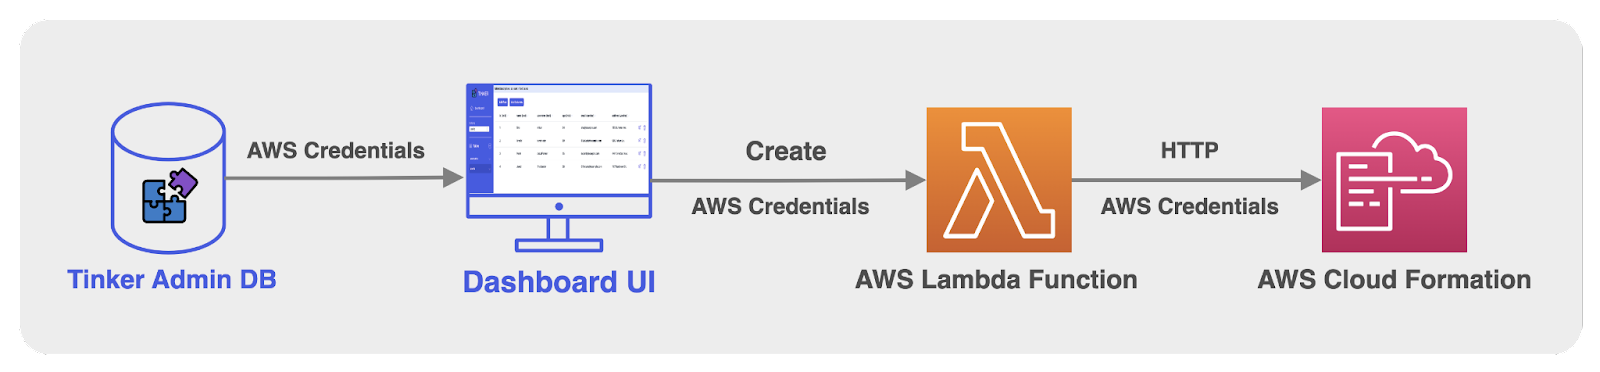 AWS Credentials
Create
AWS Credentials
HTTP
AWS Credentials
Tinker Admin DB
Dashboard UI
AWS Lambda Function
AWS Cloud Formation